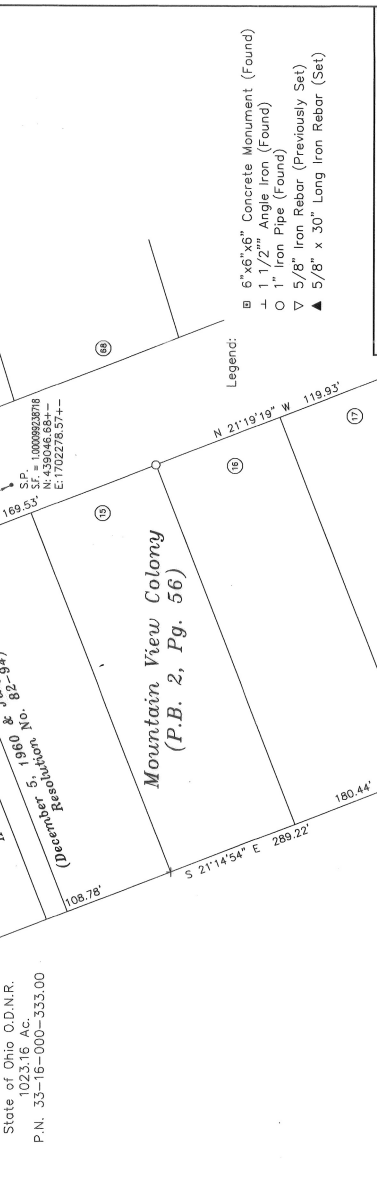 State of Ohio O.D.N.R.
1023.16 Ac.
P.N. 33-16-000-333.00
(December 5, 1960 &
Resolution No. 82-94)
108.78'
169.53'
S.P.
S.F. = 1.000099238718
N: 439046.68+-
E: 1702278.57+-
68
15
Mountain View Colony
(P.B. 2, Pg. 56)
S 21°14'54" E 289.22'
180.44'
16
N 21°19'19" W 119.93'
17
Legend:
6"x6"x6" Concrete Monument (Found)
1 1/2"" Angle Iron (Found)
1" Iron Pipe (Found)
5/8" Iron Rebar (Previously Set)
5/8" x 30" Long Iron Rebar (Set)